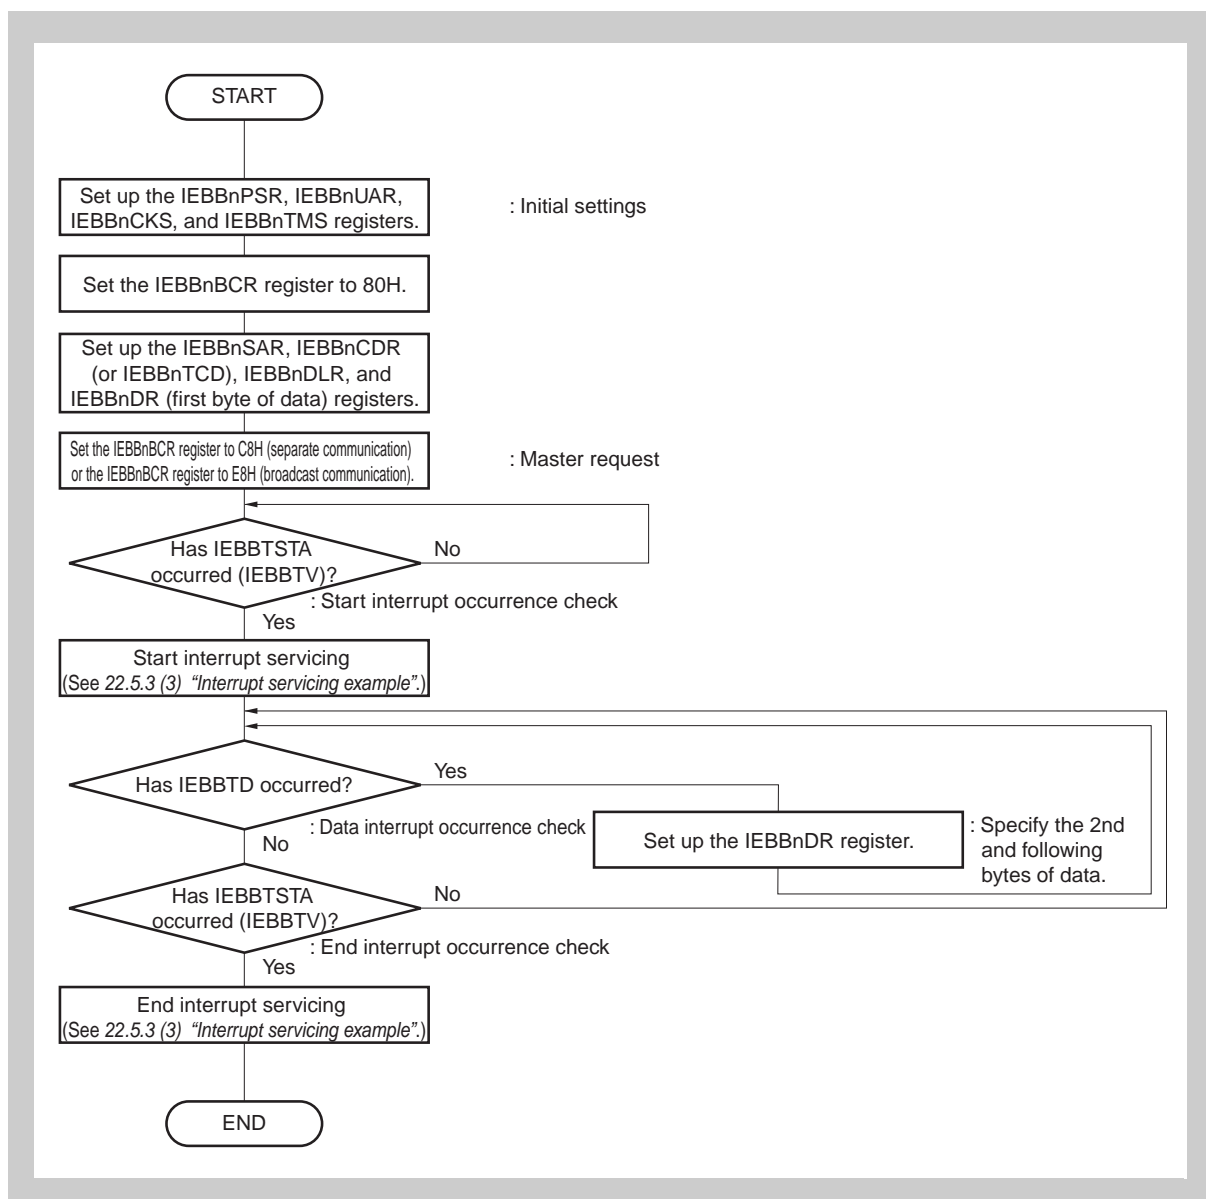 START
Set up the IEBBnPSR, IEBBnUAR,
IEBBnCKS, and IEBBnTMS registers.
: Initial settings
Set the IEBBnBCR register to 80H.
Set up the IEBBnSAR, IEBBnCDR
(or IEBBnTCD), IEBBnDLR, and
IEBBnDR (first byte of data) registers.
Set the IEBBnBCR register to C8H (separate communication)
or the IEBBnBCR register to E8H (broadcast communication).
: Master request
Has IEBBTSTA
occurred (IEBBTV)?
No
: Start interrupt occurrence check
Yes
Start interrupt servicing
(See 22.5.3 (3) “Interrupt servicing example”.)
Has IEBBTD occurred?
Yes
: Data interrupt occurrence check
No
Set up the IEBBnDR register.
: Specify the 2nd
and following
bytes of data.
Has IEBBTSTA
occurred (IEBBTV)?
No
: End interrupt occurrence check
Yes
End interrupt servicing
(See 22.5.3 (3) “Interrupt servicing example”.)
END